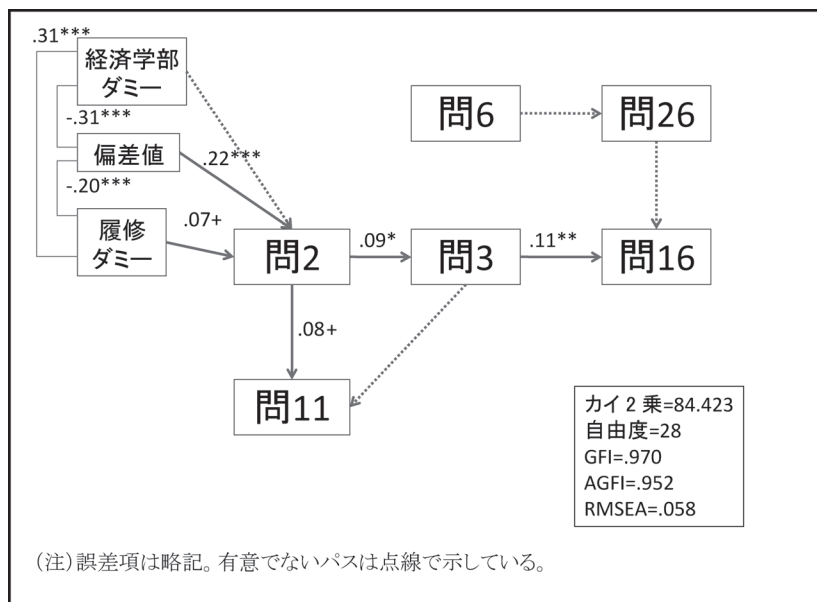 .31***
経済学部
ダミー
-.31***
偏差値
.22***
-.20***
履修
ダミー
.07+
問2
.09*
問3
.11**
問16
問6
問26
.08+
問11
カイ2乗=84.423
自由度=28
GFI=.970
AGFI=.952
RMSEA=.058
(注)誤差項は略記。有意でないパスは点線で示している。